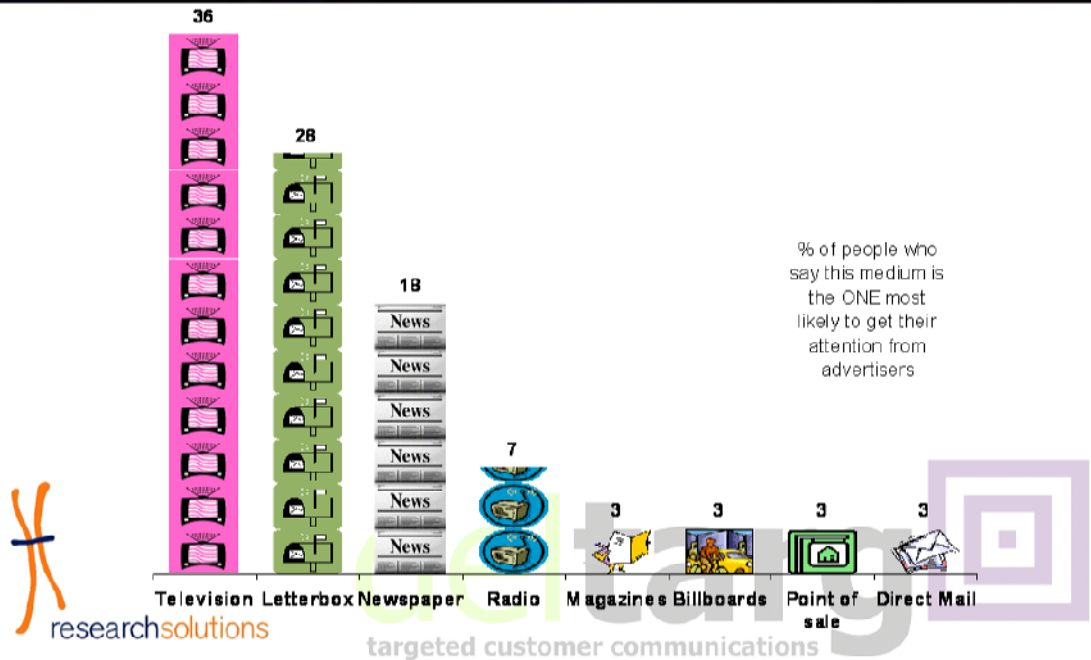 36
28
18
7
3
3
3
3
% of people who
say this medium is
the ONE most
likely to get their
attention from
advertisers
News
News
News
News
News
News
Television Letterbox Newspaper Radio Magazines Billboards Point of sale Direct Mail
researchsolutions
deltarg
targeted customer communications